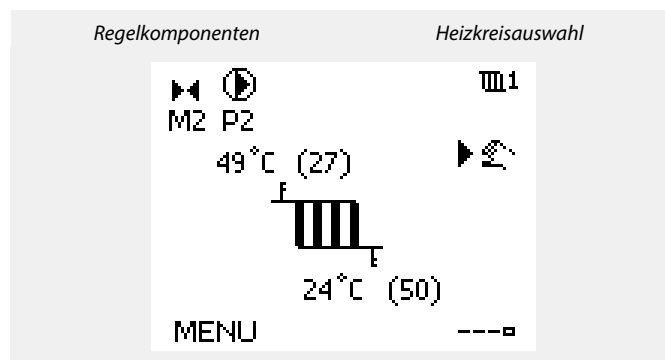 Regelkomponenten Heizkreisauswahl
1
M2 P2
49°C (27)
24°C (50)
MENU ---